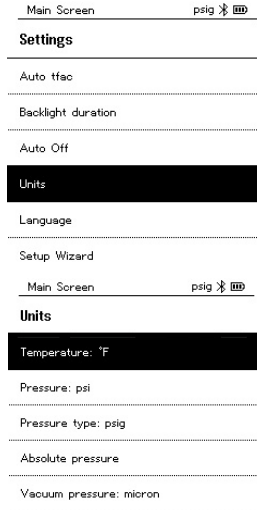 Main Screen psig
Settings
Auto tfac
Backlight duration
Auto Off
Units
Language
Setup Wizard
Main Screen psig
Units
Temperature: °F
Pressure: psi
Pressure type: psig
Absolute pressure
Vacuum pressure: micron